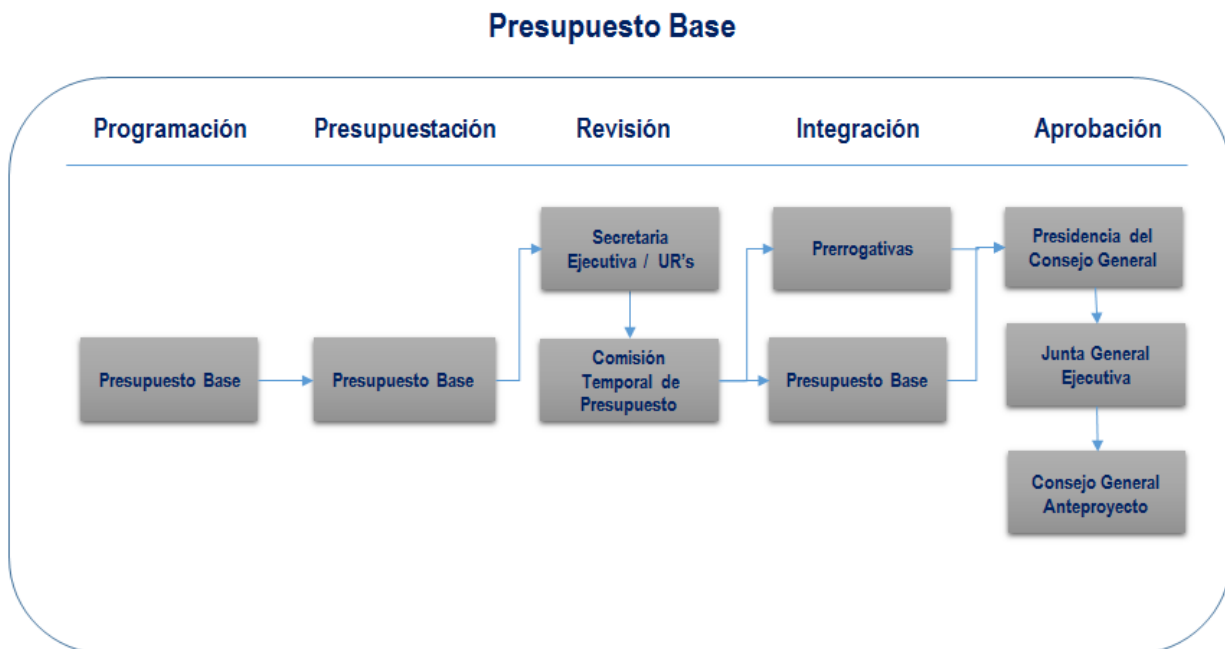 Presupuesto Base
Programación
Presupuestación
Revisión
Integración
Aprobación
Presupuesto Base
Presupuesto Base
Secretaria
Ejecutiva / UR's
Comisión
Temporal de
Presupuesto
Prerrogativas
Presupuesto Base
Presidencia del
Consejo General
Junta General
Ejecutiva
Consejo General
Anteproyecto